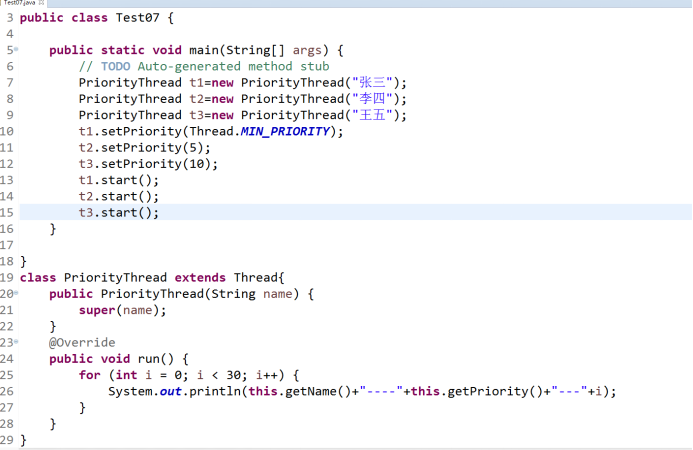 Test07.java
3 public class Test07 {
4
5 public static void main(String[] args) {
6 // TODO Auto-generated method stub
7 PriorityThread t1=new PriorityThread("张三");
8 PriorityThread t2=new PriorityThread("李四");
9 PriorityThread t3=new PriorityThread("王五");
10 t1.setPriority(Thread.MIN_PRIORITY);
11 t2.setPriority(5);
12 t3.setPriority(10);
13 t1.start();
14 t2.start();
15 t3.start();
16 }
17
18 }
19 class PriorityThread extends Thread{
20 public PriorityThread(String name) {
21 super(name);
22 }
23 @Override
24 public void run() {
25 for (int i = 0; i < 30; i++) {
26 System.out.println(this.getName()+"----"+this.getPriority()+"---"+i);
27 }
28 }
29 }